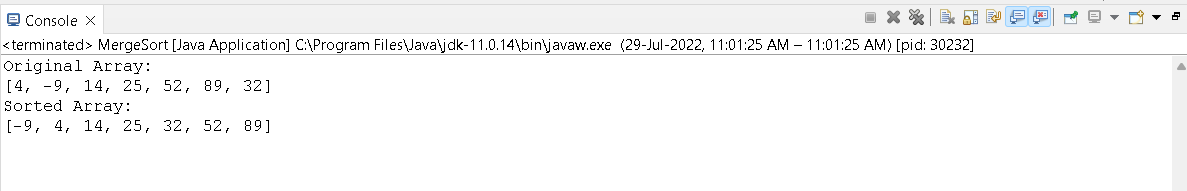 Console
<terminated> MergeSort [Java Application] C:\Program Files\Java\jdk-11.0.14\bin\javaw.exe (29-Jul-2022, 11:01:25 AM – 11:01:25 AM) [pid: 30232]
Original Array:
[4, -9, 14, 25, 52, 89, 32]
Sorted Array:
[-9, 4, 14, 25, 32, 52, 89]